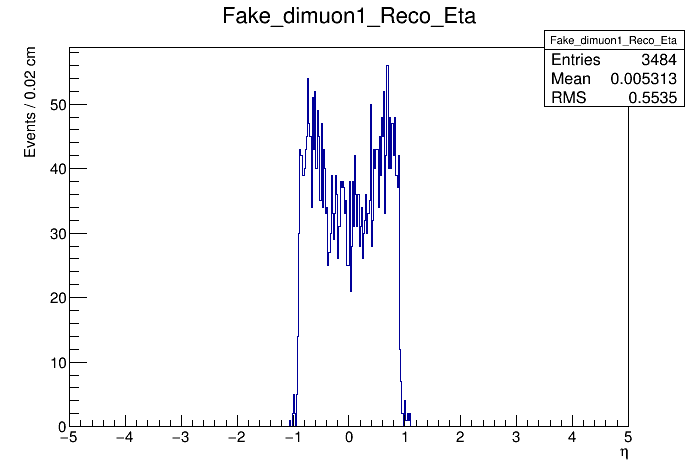 Fake_dimuon1_Reco_Eta
Fake_dimuon1_Reco_Eta
Entries 3484
Mean 0.005313
RMS 0.5535
Events / 0.02 cm
50
40
30
20
10
0
−5 −4 −3 −2 −1 0 1 2 3 4 5
η